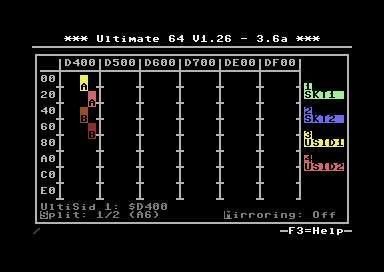 *** Ultimate 64 V1.26 - 3.6a ***
D400 D500 D600 D700 DE00 DF00
00
A
1
SKT1
20
A
40
B
2
SKT2
60
B
80
3
USID1
A0
4
USID2
C0
E0
UltiSid 1: $D400
Split: 1/2 (A6) Mirroring: Off
F3=Help